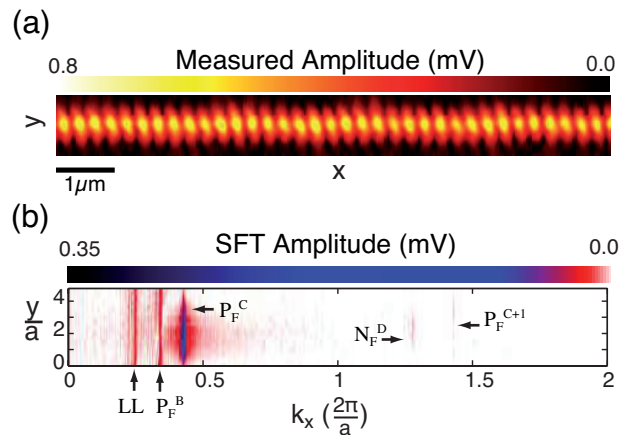 (a)
Measured Amplitude (mV)
0.8 0.0
y
x
1μm
(b)
SFT Amplitude (mV)
0.35 0.0
y/a
4
2
0
P_F^C
N_F^D
P_F^{C+1}
0 0.5 1 1.5 2
LL P_F^B
k_x (2π/a)